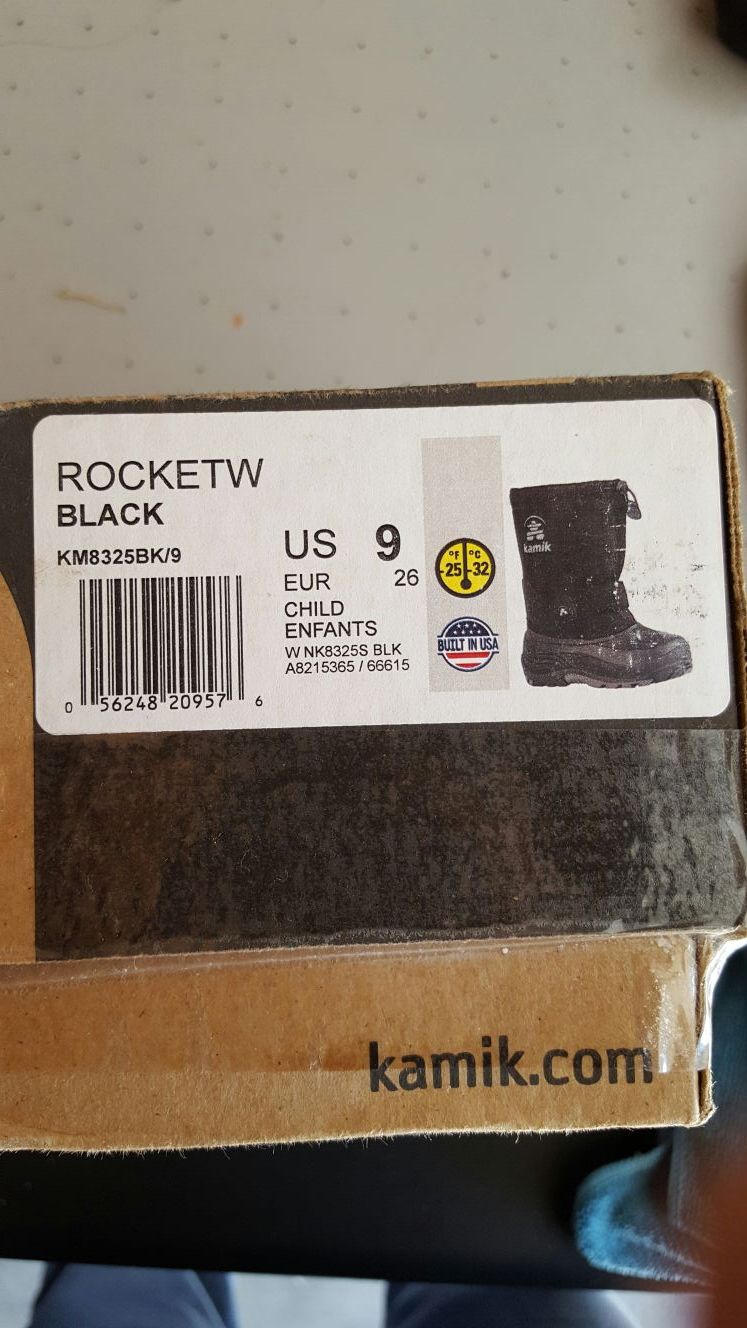 ROCKETW
BLACK
KM8325BK/9
0 56248 20957 6
US 9
EUR 26
CHILD
ENFANTS
W NK8325S BLK
A8215365 / 66615
°F °C
-25 -32
BUILT IN USA
kamik
kamik.com